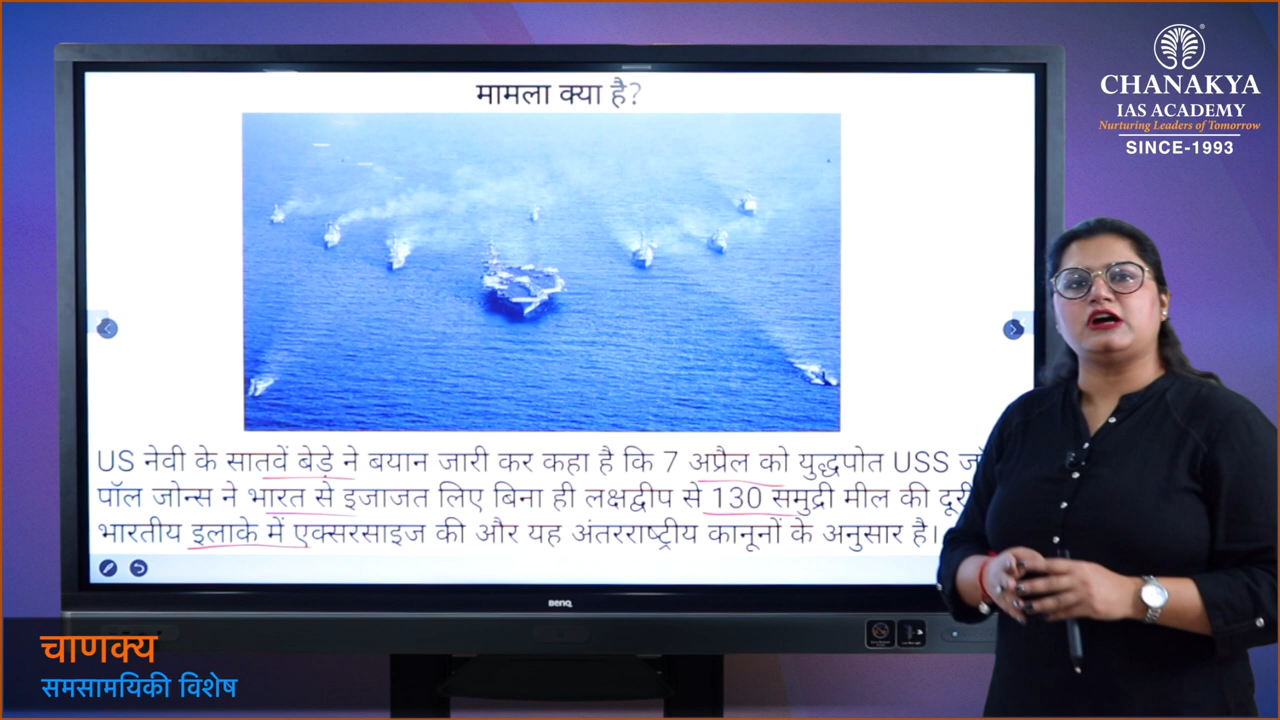 मामला क्या है?
US नेवी के सातवें बेड़े ने बयान जारी कर कहा है कि 7 अप्रैल को युद्धपोत USS
पॉल जोन्स ने भारत से इजाजत लिए बिना ही लक्षद्वीप से 130 समुद्री मील की दूरी
भारतीय इलाके में एक्सरसाइज की और यह अंतरराष्ट्रीय कानूनों के अनुसार है।
BenQ
CHANAKYA
IAS ACADEMY
Nurturing Leaders of Tomorrow
SINCE-1993
चाणक्य
समसामयिकी विशेष